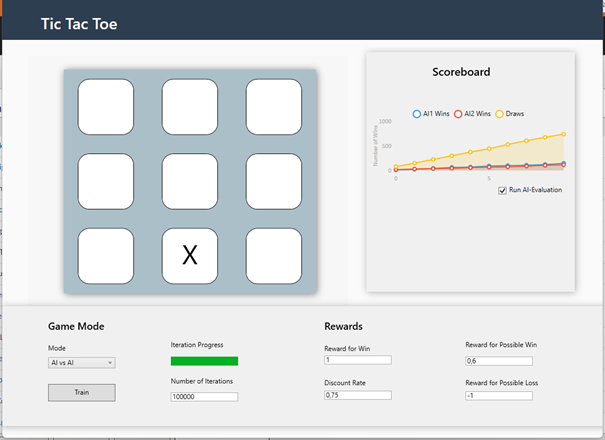 Tic Tac Toe
X
Scoreboard
AI1 Wins AI2 Wins Draws
Number of Wins
1000
500
0
0 5
Run AI-Evaluation
Game Mode
Mode
AI vs AI
Train
Iteration Progress
Number of Iterations
100000
Rewards
Reward for Win
1
Discount Rate
0,75
Reward for Possible Win
0,6
Reward for Possible Loss
-1